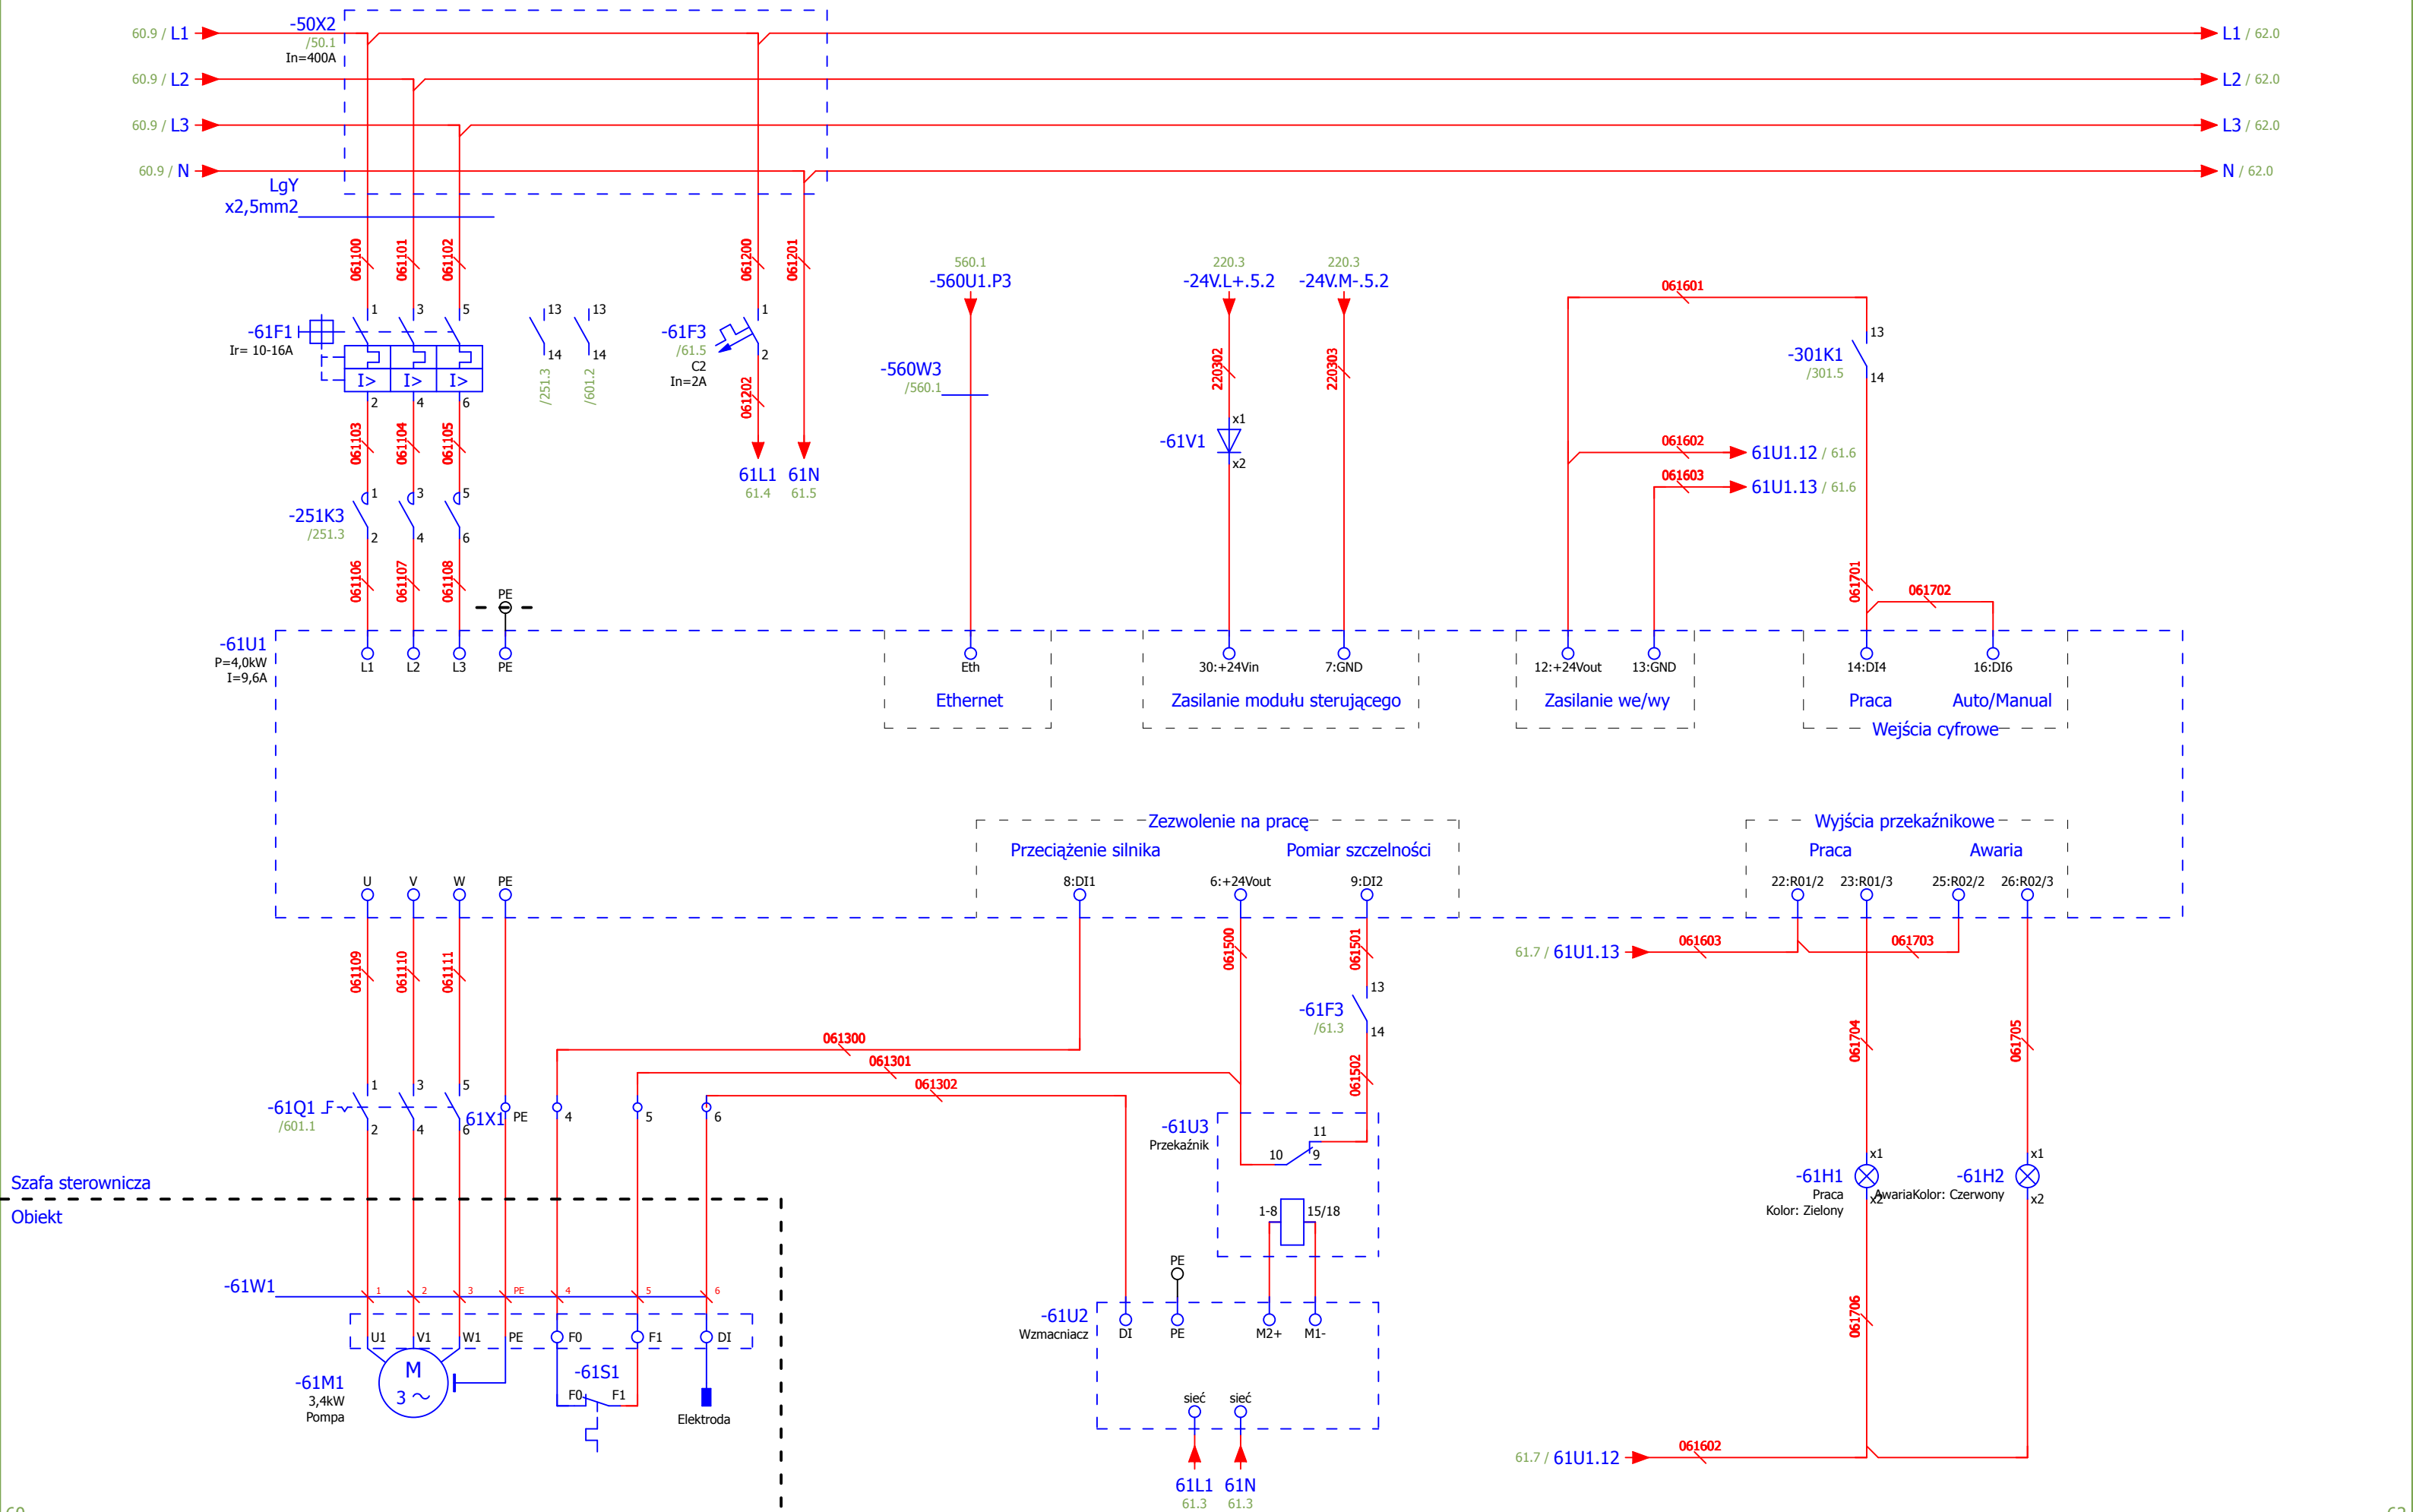 -50X2
/50.1
In=400A
60.9 / L1
L1 / 62.0
60.9 / L2
L2 / 62.0
60.9 / L3
L3 / 62.0
60.9 / N
N / 62.0
LgY
x2,5mm2
061100
061101
061102
061200
061201
560.1
-560U1.P3
220.3
-24V.L+.5.2
220.3
-24V.M-.5.2
061601
-61F1
Ir= 10-16A
1
3
5
I>
I>
I>
2
4
6
13
14
/251.3
13
14
/601.2
-61F3
/61.5
C2
In=2A
1
2
061202
61L1
61.4
61N
61.5
-560W3
/560.1
220302
220303
-61V1
x1
x2
-301K1
/301.5
13
14
061602
61U1.12 / 61.6
061603
61U1.13 / 61.6
061103
061104
061105
-251K3
/251.3
1
3
5
2
4
6
061106
061107
061108
PE
061701
061702
-61U1
P=4,0kW
I=9,6A
L1
L2
L3
PE
Eth
Ethernet
30:+24Vin
7:GND
Zasilanie modułu sterującego
12:+24Vout
13:GND
Zasilanie we/wy
14:DI4
16:DI6
Praca
Auto/Manual
Wejścia cyfrowe
Zezwolenie na pracę
Przeciążenie silnika
Pomiar szczelności
8:DI1
6:+24Vout
9:DI2
Wyjścia przekaźnikowe
Praca
Awaria
22:R01/2
23:R01/3
25:R02/2
26:R02/3
U
V
W
PE
061109
061110
061111
061500
061501
61.7 / 61U1.13
061603
061703
-61F3
/61.3
13
14
061300
061301
061302
061502
061704
061705
-61Q1
/601.1
1
3
5
2
4
6
61X1
PE
4
5
6
-61U3
Przekaźnik
11
10
9
1-8
15/18
-61H1
Praca
Kolor: Zielony
x1
x2
-61H2
AwariaKolor: Czerwony
x1
x2
Szafa sterownicza
Obiekt
-61W1
1
2
3
PE
4
5
6
PE
-61U2
Wzmacniacz
DI
PE
M2+
M1-
061706
U1
V1
W1
PE
F0
F1
DI
-61M1
3,4kW
Pompa
M
3
-61S1
F0
F1
Elektroda
sieć
sieć
61.7 / 61U1.12
061602
61L1
61.3
61N
61.3